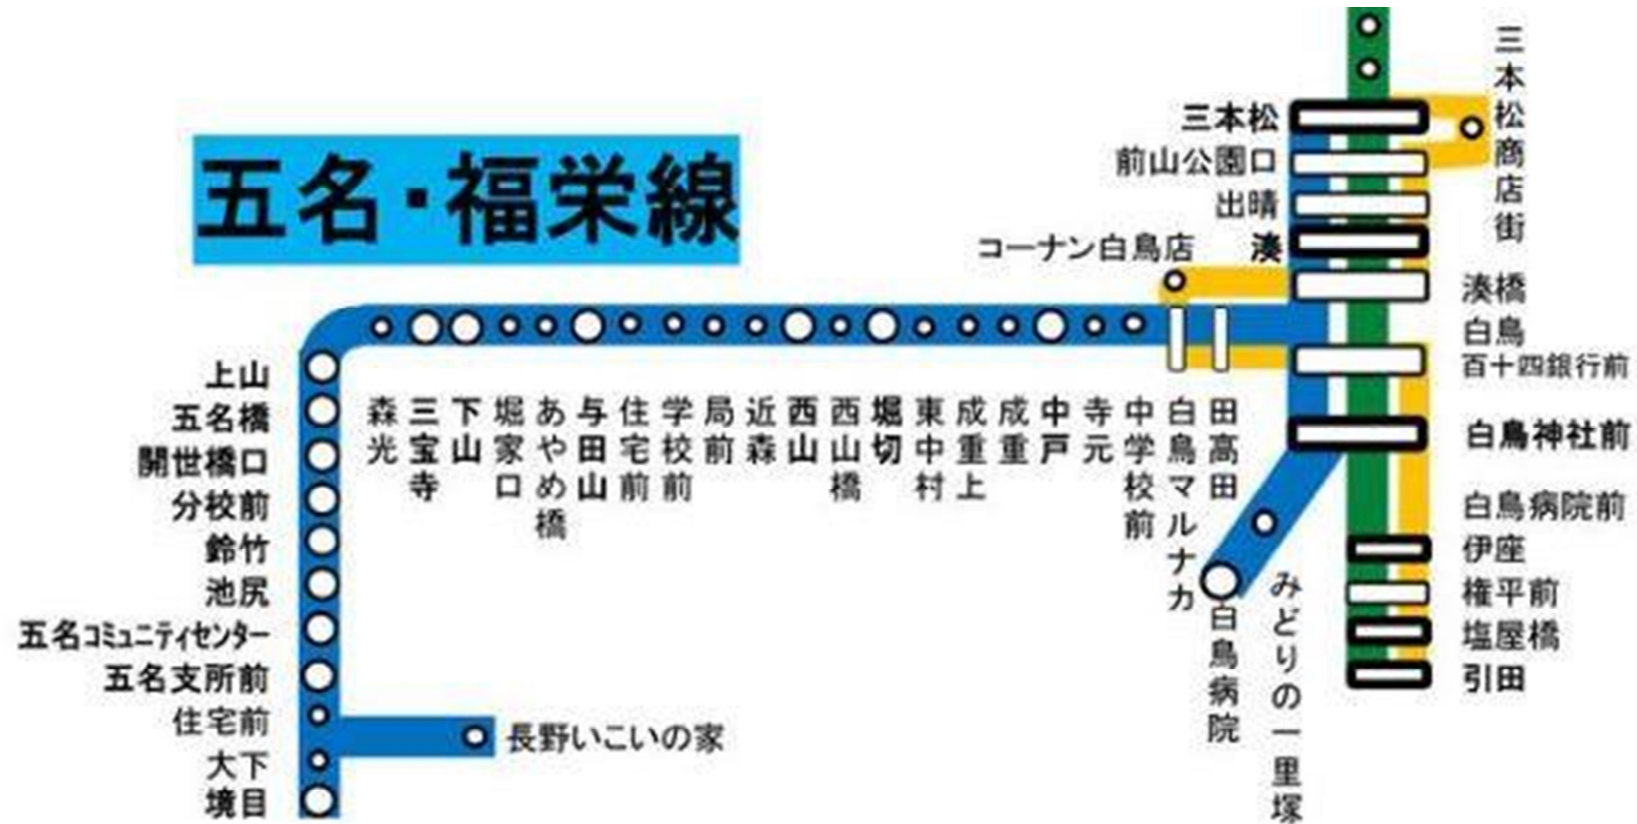 五名・福栄線
三本松
前山公園口
出晴
コーナン白鳥店
湊
三本松商店街
湊橋
白鳥
百十四銀行前
白鳥神社前
白鳥病院前
伊座
権平前
塩屋橋
引田
上山
五名橋
開世橋口
分校前
鈴竹
池尻
五名コミュニティセンター
五名支所前
住宅前
大下
境目
長野いこいの家
森光
三宝寺
下山
堀家口
あやめ橋
与田山
住宅前
学校前
局前
近森
西山
西山橋
堀切
東中村
成重上
成重
中戸
寺元
中学校前
白鳥マルナカ
田高田
白鳥病院
みどりの一里塚